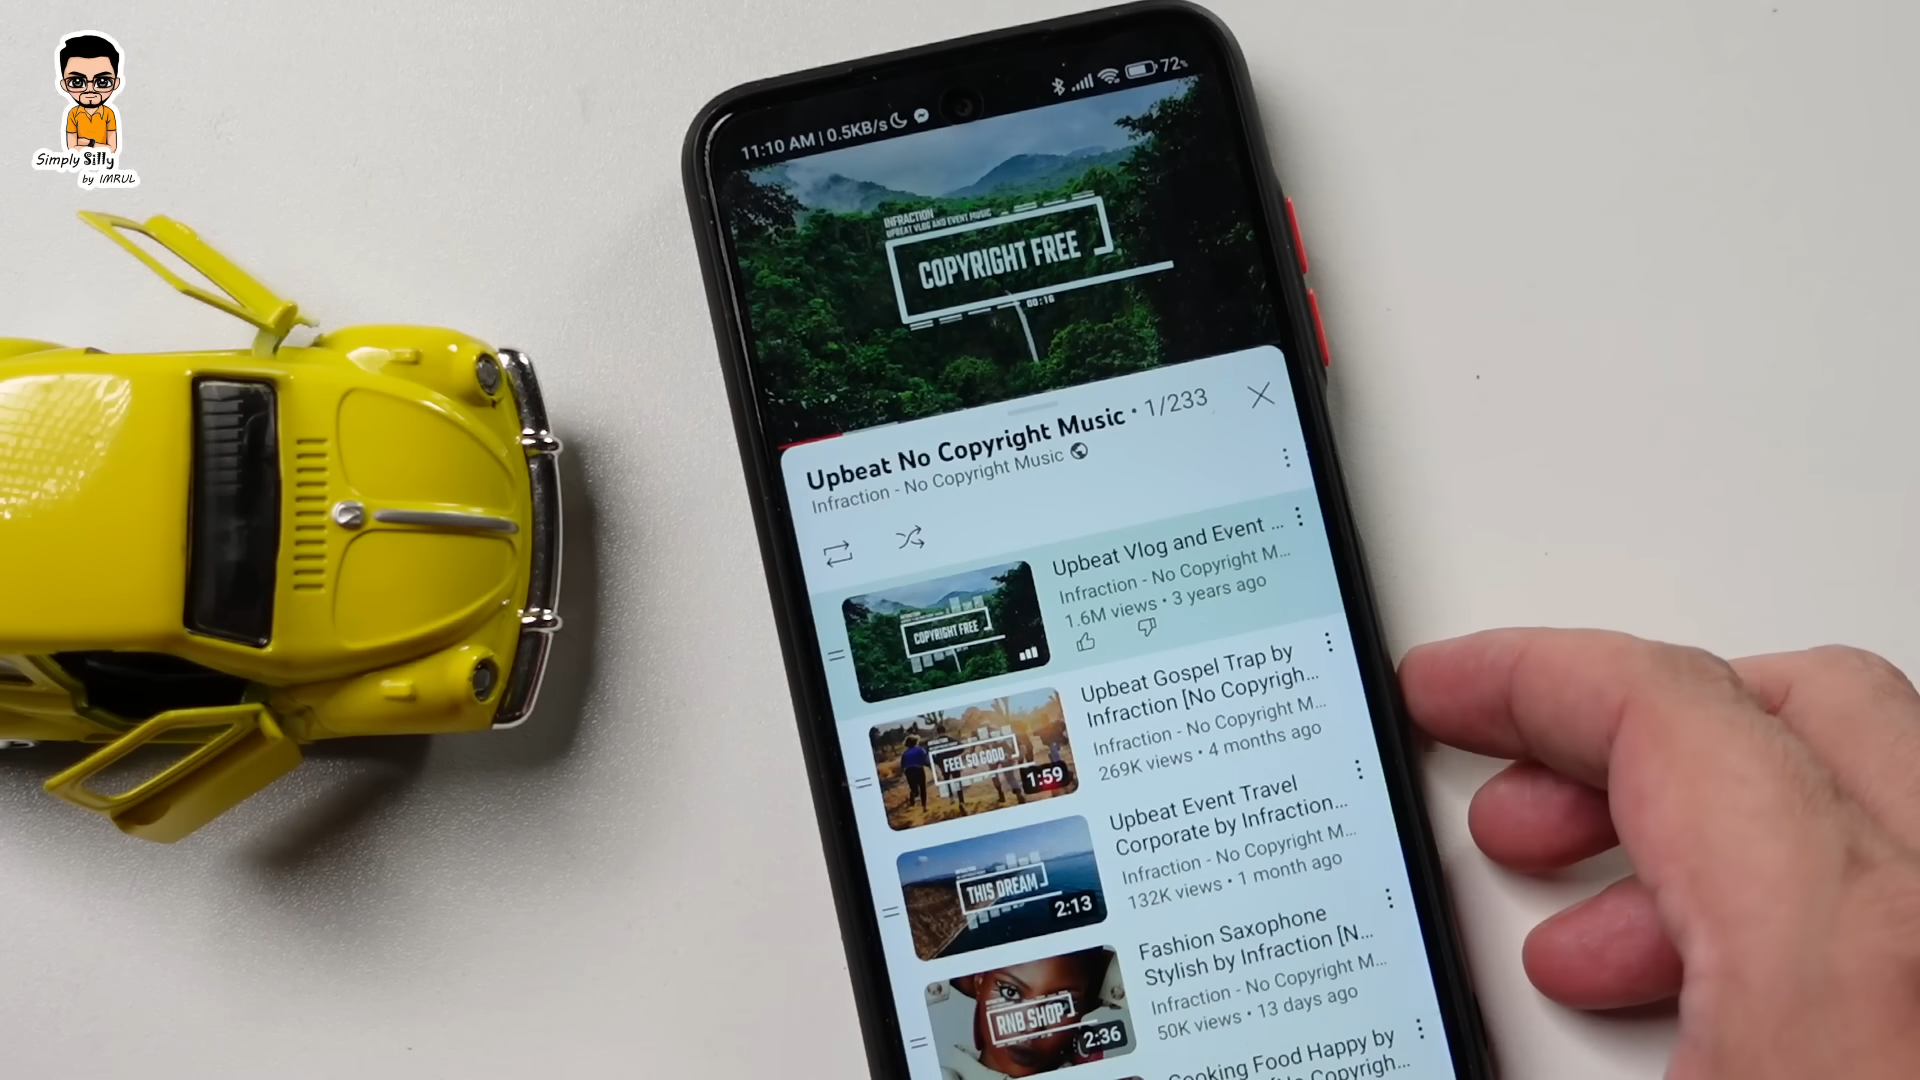 Simply Silly
by IMRUL
11:10 AM | 0.5KB/s
72%
INFRACTION
UPBEAT VLOG AND EVENT MUSIC
COPYRIGHT FREE
00:16
Upbeat No Copyright Music • 1/233
Infraction - No Copyright Music
COPYRIGHT FREE
Upbeat Vlog and Event ...
Infraction - No Copyright M...
1.6M views • 3 years ago
FEEL SO GOOD
1:59
Upbeat Gospel Trap by
Infraction [No Copyrigh...
Infraction - No Copyright M...
269K views • 4 months ago
THIS DREAM
2:13
Upbeat Event Travel
Corporate by Infraction...
Infraction - No Copyright M...
132K views • 1 month ago
RNB SHOP
2:36
Fashion Saxophone
Stylish by Infraction [N...
Infraction - No Copyright M...
50K views • 13 days ago
Cooking Food Happy by
[No Copyrigh...